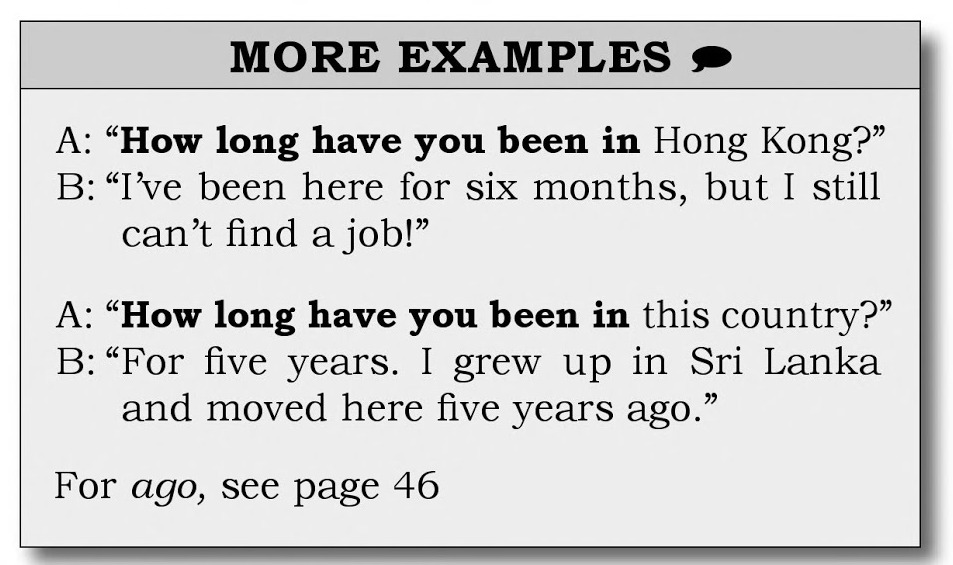 MORE EXAMPLES
A: “How long have you been in Hong Kong?”
B: “I’ve been here for six months, but I still
can’t find a job!”
A: “How long have you been in this country?”
B: “For five years. I grew up in Sri Lanka
and moved here five years ago.”
For ago, see page 46